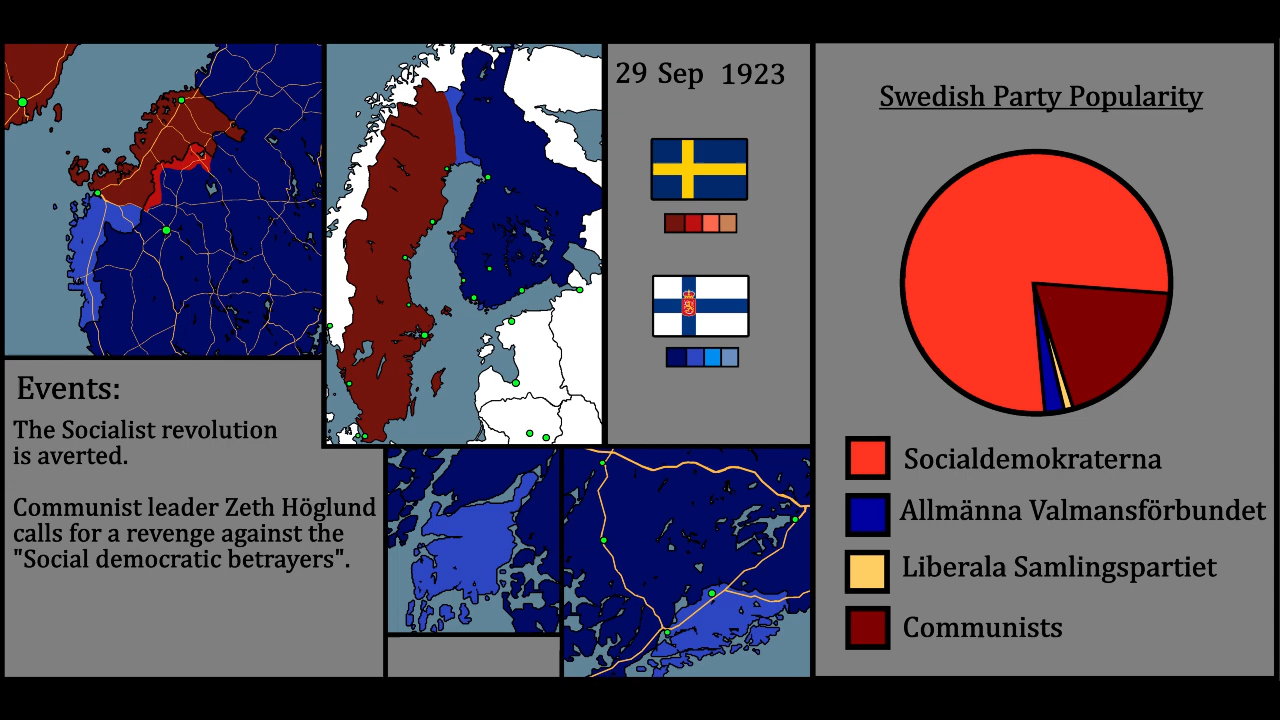 29 Sep 1923
Swedish Party Popularity
Events:
The Socialist revolution
is averted.
Communist leader Zeth Höglund
calls for a revenge against the
"Social democratic betrayers".
Socialdemokraterna
Allmänna Valmansförbundet
Liberala Samlingspartiet
Communists